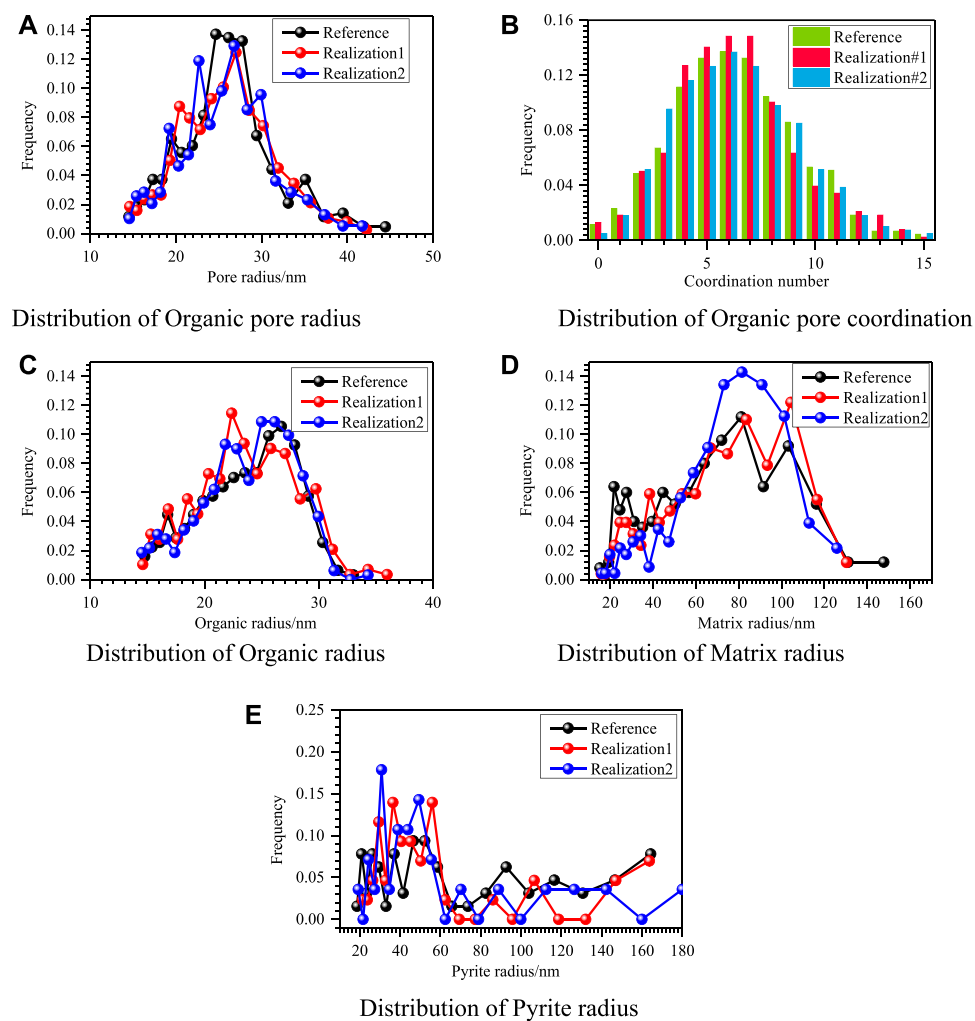 A
0.14
0.12
0.10
0.08
0.06
0.04
0.02
0.00
Frequency
Reference
Realization1
Realization2
10 20 30 40 50
Pore radius/nm
Distribution of Organic pore radius
B
0.16
0.12
0.08
0.04
0.00
Frequency
Reference
Realization#1
Realization#2
0 5 10 15
Coordination number
Distribution of Organic pore coordination
C
0.14
0.12
0.10
0.08
0.06
0.04
0.02
0.00
Frequency
Reference
Realization1
Realization2
10 20 30 40
Organic radius/nm
Distribution of Organic radius
D
0.14
0.12
0.10
0.08
0.06
0.04
0.02
0.00
Frequency
Reference
Realization1
Realization2
20 40 60 80 100 120 140 160
Matrix radius/nm
Distribution of Matrix radius
E
0.25
0.20
0.15
0.10
0.05
0.00
Frequency
Reference
Realization1
Realization2
20 40 60 80 100 120 140 160 180
Pyrite radius/nm
Distribution of Pyrite radius